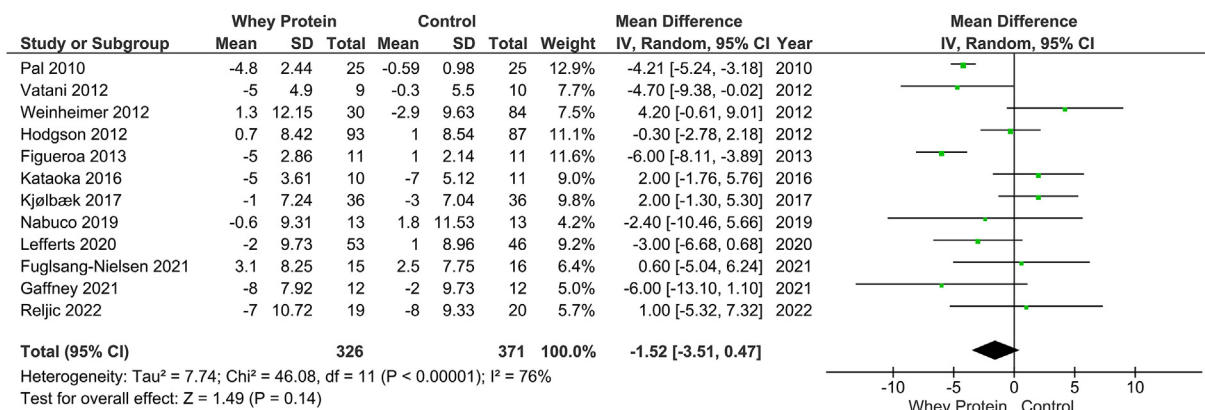 Whey Protein Control Mean Difference Mean Difference
Study or Subgroup Mean SD Total Mean SD Total Weight IV, Random, 95% CI Year IV, Random, 95% CI
Pal 2010 -4.8 2.44 25 -0.59 0.98 25 12.9% -4.21 [-5.24, -3.18] 2010
Vatani 2012 -5 4.9 9 -0.3 5.5 10 7.7% -4.70 [-9.38, -0.02] 2012
Weinheimer 2012 1.3 12.15 30 -2.9 9.63 84 7.5% 4.20 [-0.61, 9.01] 2012
Hodgson 2012 0.7 8.42 93 1 8.54 87 11.1% -0.30 [-2.78, 2.18] 2012
Figueroa 2013 -5 2.86 11 1 2.14 11 11.6% -6.00 [-8.11, -3.89] 2013
Kataoka 2016 -5 3.61 10 -7 5.12 11 9.0% 2.00 [-1.76, 5.76] 2016
Kjølbæk 2017 -1 7.24 36 -3 7.04 36 9.8% 2.00 [-1.30, 5.30] 2017
Nabuco 2019 -0.6 9.31 13 1.8 11.53 13 4.2% -2.40 [-10.46, 5.66] 2019
Lefferts 2020 -2 9.73 53 1 8.96 46 9.2% -3.00 [-6.68, 0.68] 2020
Fuglsang-Nielsen 2021 3.1 8.25 15 2.5 7.75 16 6.4% 0.60 [-5.04, 6.24] 2021
Gaffney 2021 -8 7.92 12 -2 9.73 12 5.0% -6.00 [-13.10, 1.10] 2021
Reljic 2022 -7 10.72 19 -8 9.33 20 5.7% 1.00 [-5.32, 7.32] 2022
Total (95% CI) 326 371 100.0% -1.52 [-3.51, 0.47]
Heterogeneity: Tau² = 7.74; Chi² = 46.08, df = 11 (P < 0.00001); I² = 76%
Test for overall effect: Z = 1.49 (P = 0.14)
-10 -5 0 5 10
Whey Protein Control